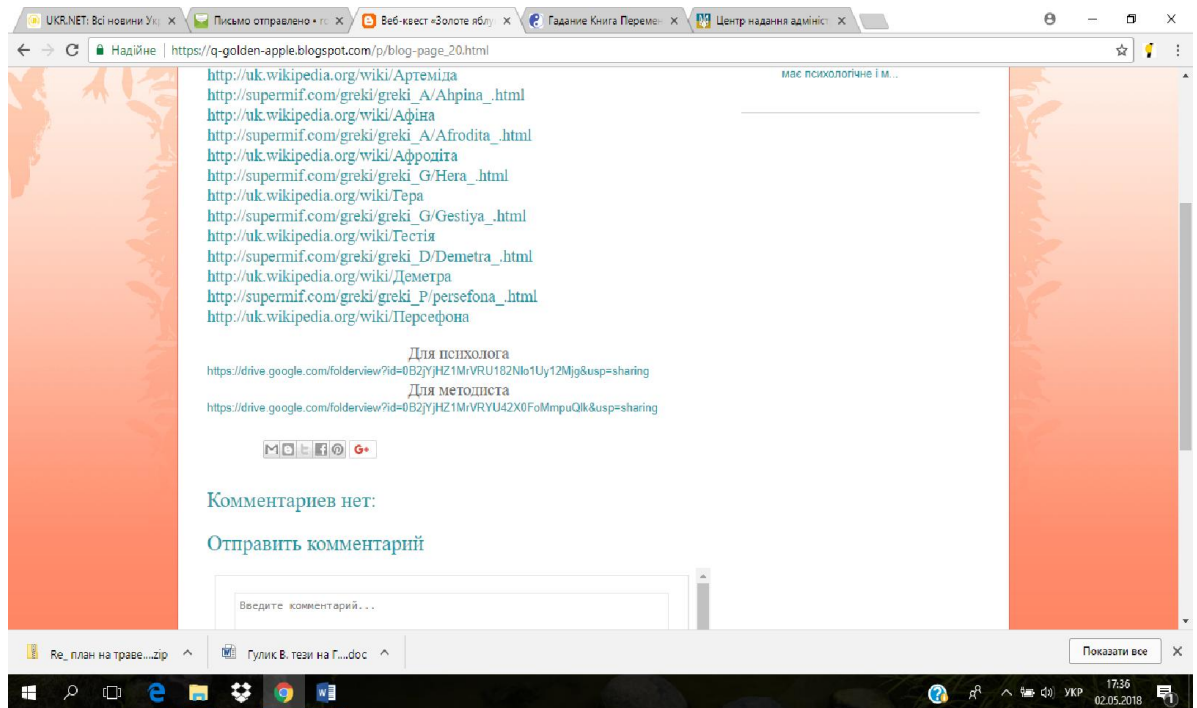 UKR.NET: Всі новини Укр
Письмо отправлено • го
Веб-квест «Золоте яблу
Гадание Книга Перемен
Центр надання адмініст
Надійне | https://q-golden-apple.blogspot.com/p/blog-page_20.html
http://uk.wikipedia.org/wiki/Артеміда
http://supermif.com/greki/greki_A/Ahpina_.html
http://uk.wikipedia.org/wiki/Афіна
http://supermif.com/greki/greki_A/Afrodita_.html
http://uk.wikipedia.org/wiki/Афродіта
http://supermif.com/greki/greki_G/Hera_.html
http://uk.wikipedia.org/wiki/Гера
http://supermif.com/greki/greki_G/Gestiya_.html
http://uk.wikipedia.org/wiki/Гестія
http://supermif.com/greki/greki_D/Demetra_.html
http://uk.wikipedia.org/wiki/Деметра
http://supermif.com/greki/greki_P/persefona_.html
http://uk.wikipedia.org/wiki/Персефона
має психологічне і м...
Для психолога
https://drive.google.com/folderview?id=0B2jYjHZ1MrVRU182Nlo1Uy12Mjg&usp=sharing
Для методиста
https://drive.google.com/folderview?id=0B2jYjHZ1MrVRYU42X0FoMmpuQlk&usp=sharing
G+
Комментариев нет:
Отправить комментарий
Введите комментарий...
Re_ план на траве....zip
Гулик В. тези на Г....doc
Показати все
УКР
17:36
02.05.2018